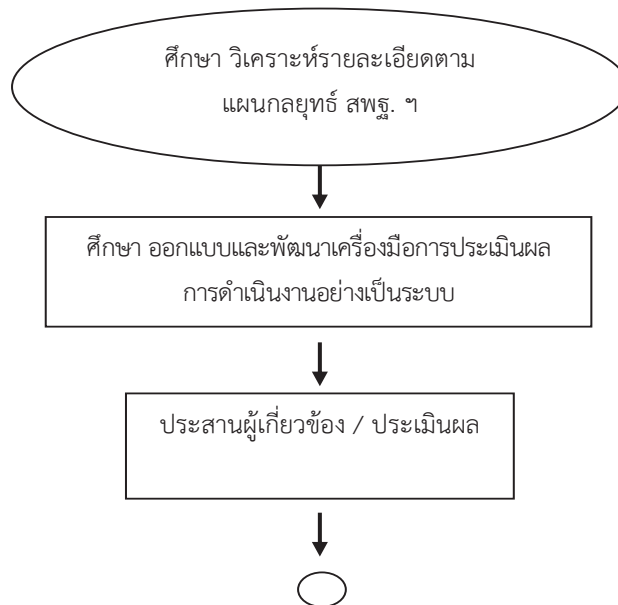 ศึกษา วิเคราะห์รายละเอียดตาม
แผนกลยุทธ์ สพฐ. ฯ
ศึกษา ออกแบบและพัฒนาเครื่องมือการประเมินผล
การดำเนินงานอย่างเป็นระบบ
ประสานผู้เกี่ยวข้อง / ประเมินผล